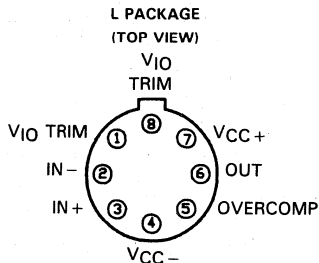 L PACKAGE
(TOP VIEW)
VIO
TRIM
VIO TRIM
1
8
7
VCC+
IN-
2
6
OUT
IN+
3
5
OVERCOMP
4
VCC-